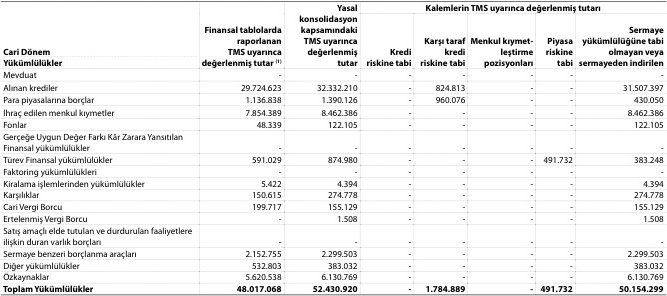 Kalemlerin TMS uyarınca değerlenmiş tutarı
Cari Dönem Yükümlülükler | Finansal tablolarda raporlanan TMS uyarınca değerlenmiş tutar (1) | Yasal konsolidasyon kapsamındaki TMS uyarınca değerlenmiş tutar | Kredi riskine tabi | Karşı taraf kredi riskine tabi | Menkul kıymetleştirme pozisyonları | Piyasa riskine tabi | Sermaye yükümlülüğüne tabi olmayan veya sermayeden indirilen
Mevduat - - - - - - -
Alınan krediler 29.724.623 32.332.210 - 824.813 - - 31.507.397
Para piyasalarına borçlar 1.136.838 1.390.126 - 960.076 - - 430.050
İhraç edilen menkul kıymetler 7.854.389 8.462.386 - - - - 8.462.386
Fonlar 48.339 122.105 - - - - 122.105
Gerçeğe Uygun Değer Farkı Kâr Zarara Yansıtılan
Finansal yükümlülükler - - - - - - -
Türev Finansal yükümlülükler 591.029 874.980 - - - 491.732 383.248
Faktoring yükümlülükleri - - - - - - -
Kiralama işlemlerinden yükümlülükler 5.422 4.394 - - - - 4.394
Karşılıklar 150.615 274.778 - - - - 274.778
Cari Vergi Borcu 199.717 155.129 - - - - 155.129
Ertelenmiş Vergi Borcu - 1.508 - - - - 1.508
Satış amaçlı elde tutulan ve durdurulan faaliyetlere
ilişkin duran varlık borçları - - - - - - -
Sermaye benzeri borçlanma araçları 2.152.755 2.299.503 - - - - 2.299.503
Diğer yükümlülükler 532.803 383.032 - - - - 383.032
Özkaynaklar 5.620.538 6.130.769 - - - - 6.130.769
Toplam Yükümlülükler 48.017.068 52.430.920 - 1.784.889 - 491.732 50.154.299